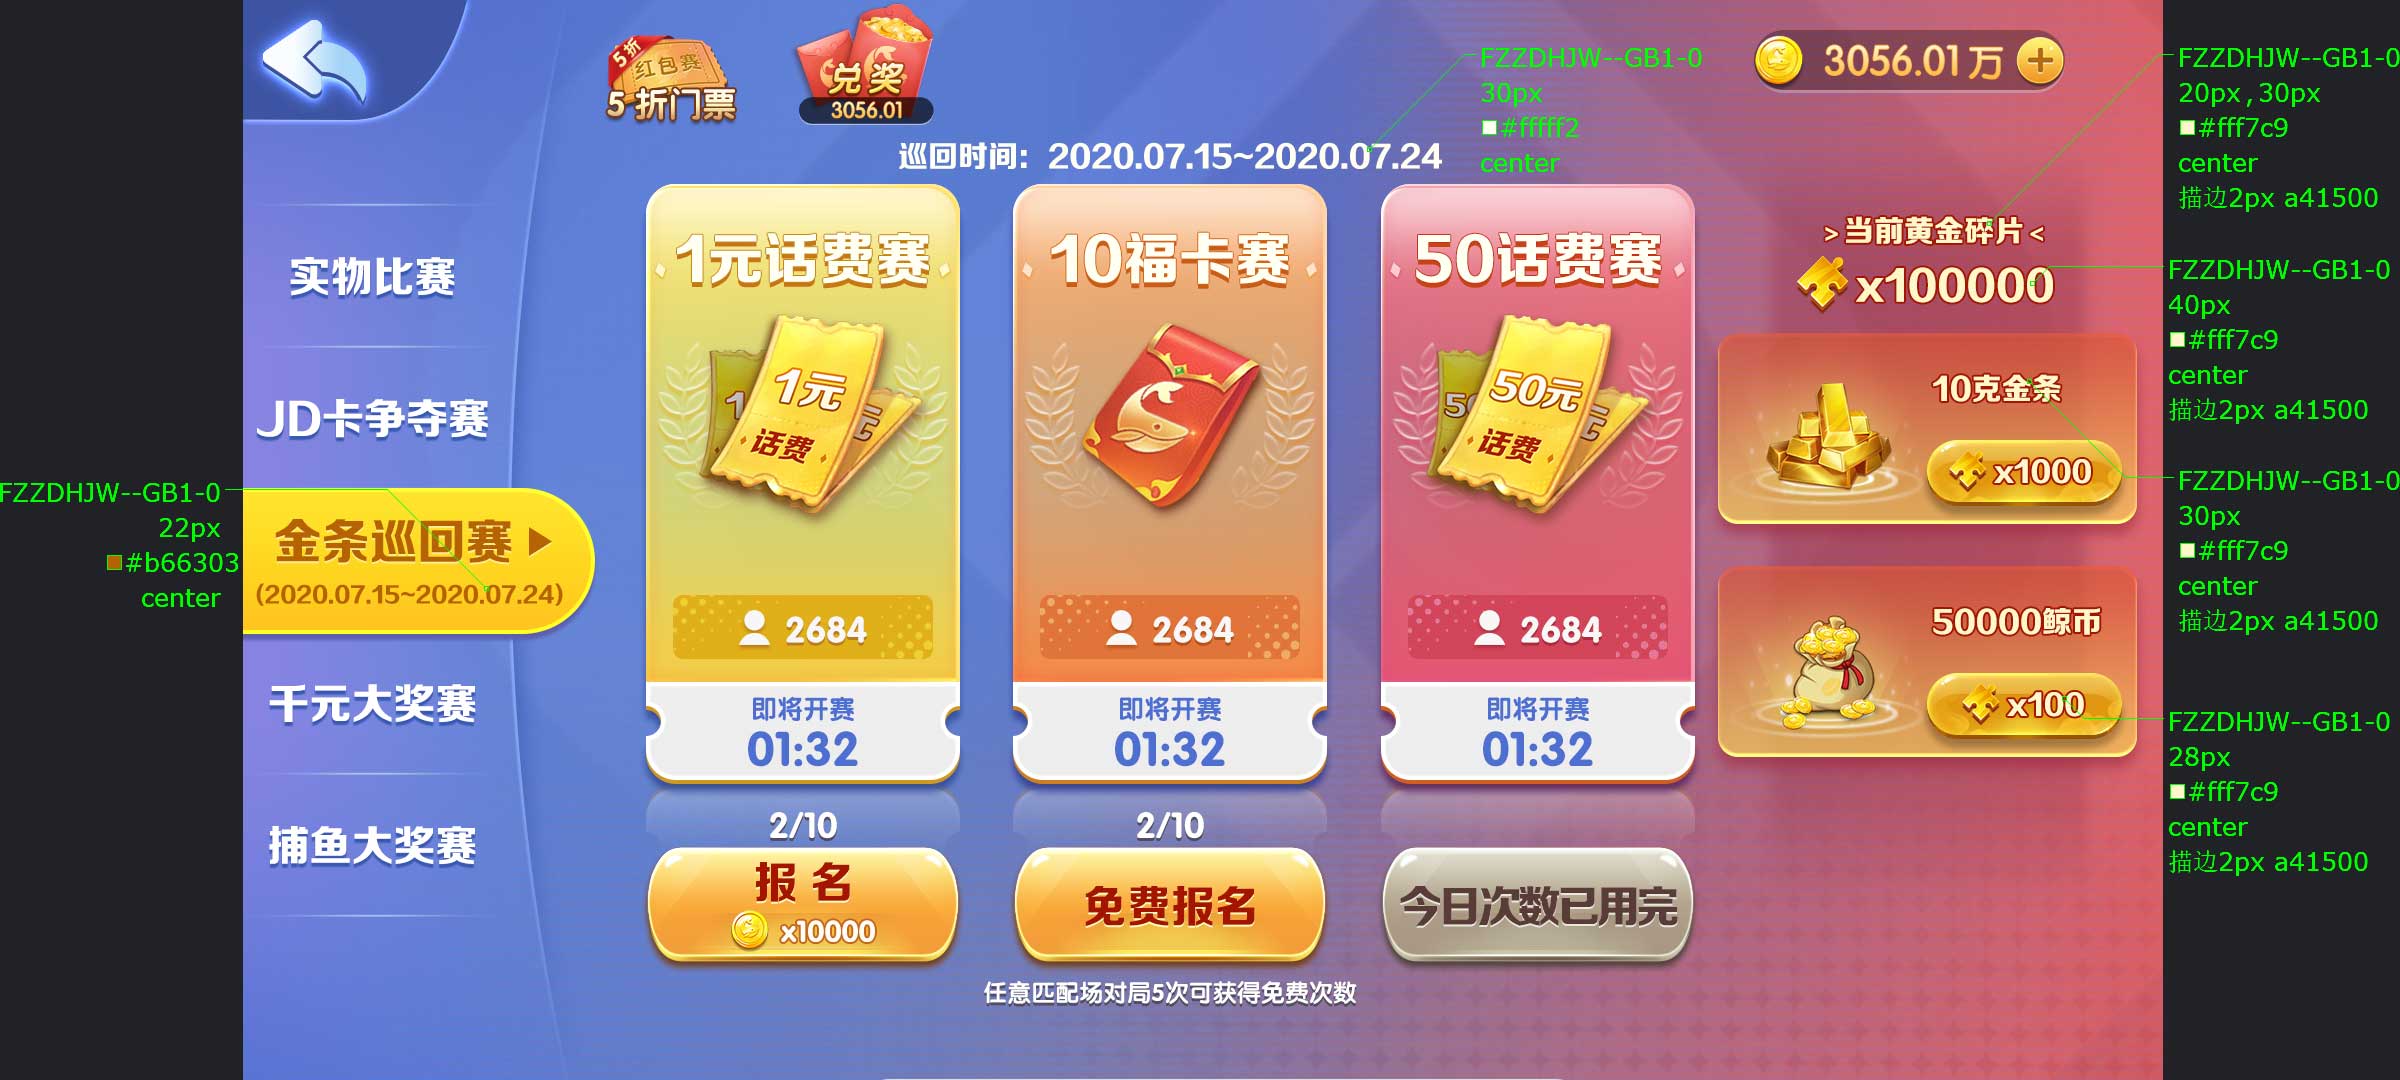 5折
红包赛
5折门票
兑奖
3056.01
3056.01万
巡回时间：2020.07.15~2020.07.24
FZZDHJW--GB1-0
30px
#fffff2
center
FZZDHJW--GB1-0
20px,30px
#fff7c9
center
描边2px a41500
实物比赛
JD卡争夺赛
金条巡回赛
(2020.07.15~2020.07.24)
千元大奖赛
捕鱼大奖赛
FZZDHJW--GB1-0
22px
#b66303
center
1元话费赛
1元
话费
2684
即将开赛
01:32
2/10
报名
x10000
10福卡赛
2684
即将开赛
01:32
2/10
免费报名
50话费赛
50元
话费
2684
即将开赛
01:32
今日次数已用完
任意匹配场对局5次可获得免费次数
>当前黄金碎片<
x100000
10克金条
x1000
50000鲸币
x100
FZZDHJW--GB1-0
40px
#fff7c9
center
描边2px a41500
FZZDHJW--GB1-0
30px
#fff7c9
center
描边2px a41500
FZZDHJW--GB1-0
28px
#fff7c9
center
描边2px a41500